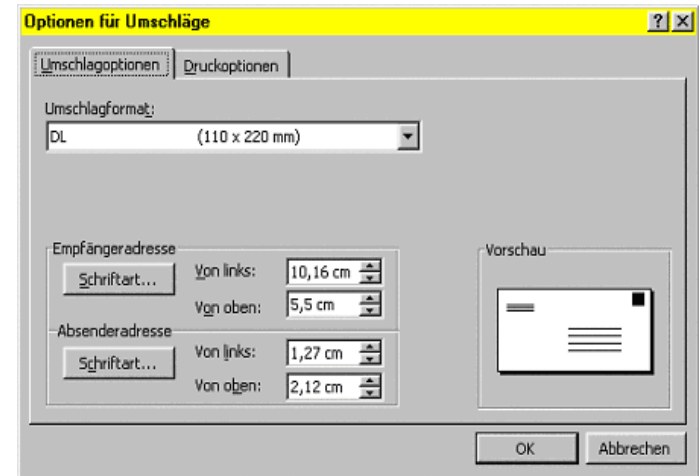 Optionen für Umschläge
Umschlagoptionen Druckoptionen
Umschlagformat:
DL (110 x 220 mm)
Empfängeradresse
Schriftart... Von links: 10,16 cm
Von oben: 5,5 cm
Absenderadresse
Schriftart... Von links: 1,27 cm
Von oben: 2,12 cm
Vorschau
OK Abbrechen